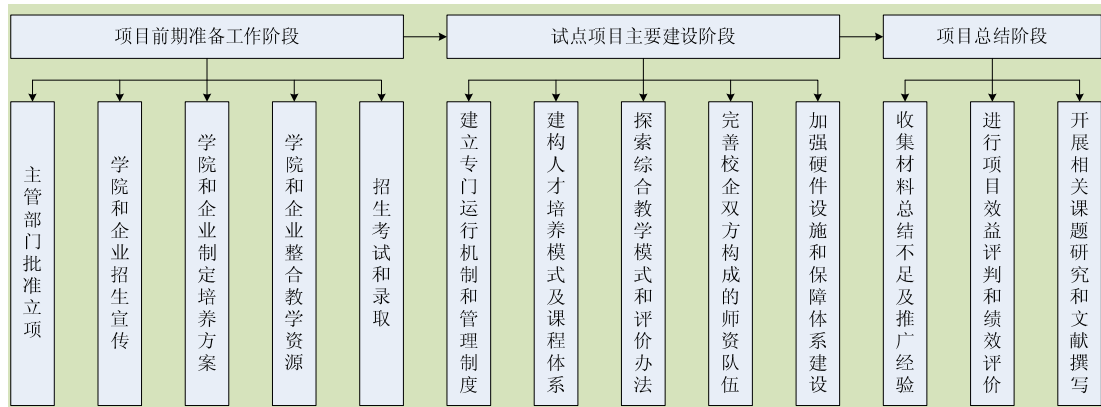 项目前期准备工作阶段
试点项目主要建设阶段
项目总结阶段
主管部门批准立项
学院和企业招生宣传
学院和企业制定培养方案
学院和企业整合教学资源
招生考试和录取
建立专门运行机制和管理制度
建构人才培养模式及课程体系
探索综合教学模式和评价办法
完善校企双方构成的师资队伍
加强硬件设施和保障体系建设
收集材料总结不足及推广经验
进行项目效益评判和绩效评价
开展相关课题研究和文献撰写